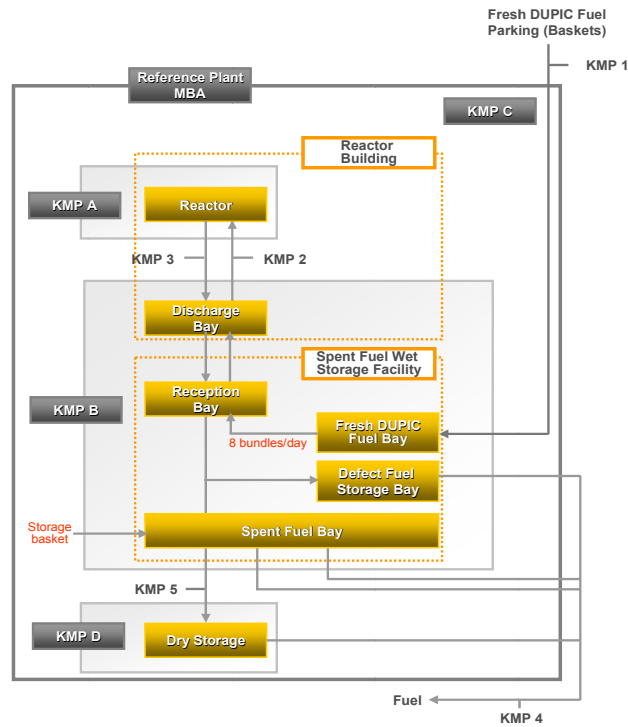 Fresh DUPIC Fuel
Parking (Baskets)
KMP 1
Reference Plant
MBA
KMP C
Reactor
Building
KMP A
Reactor
KMP 3
KMP 2
Discharge
Bay
Spent Fuel Wet
Storage Facility
KMP B
Reception
Bay
Fresh DUPIC
Fuel Bay
8 bundles/day
Defect Fuel
Storage Bay
Storage
basket
Spent Fuel Bay
KMP 5
KMP D
Dry Storage
Fuel
KMP 4